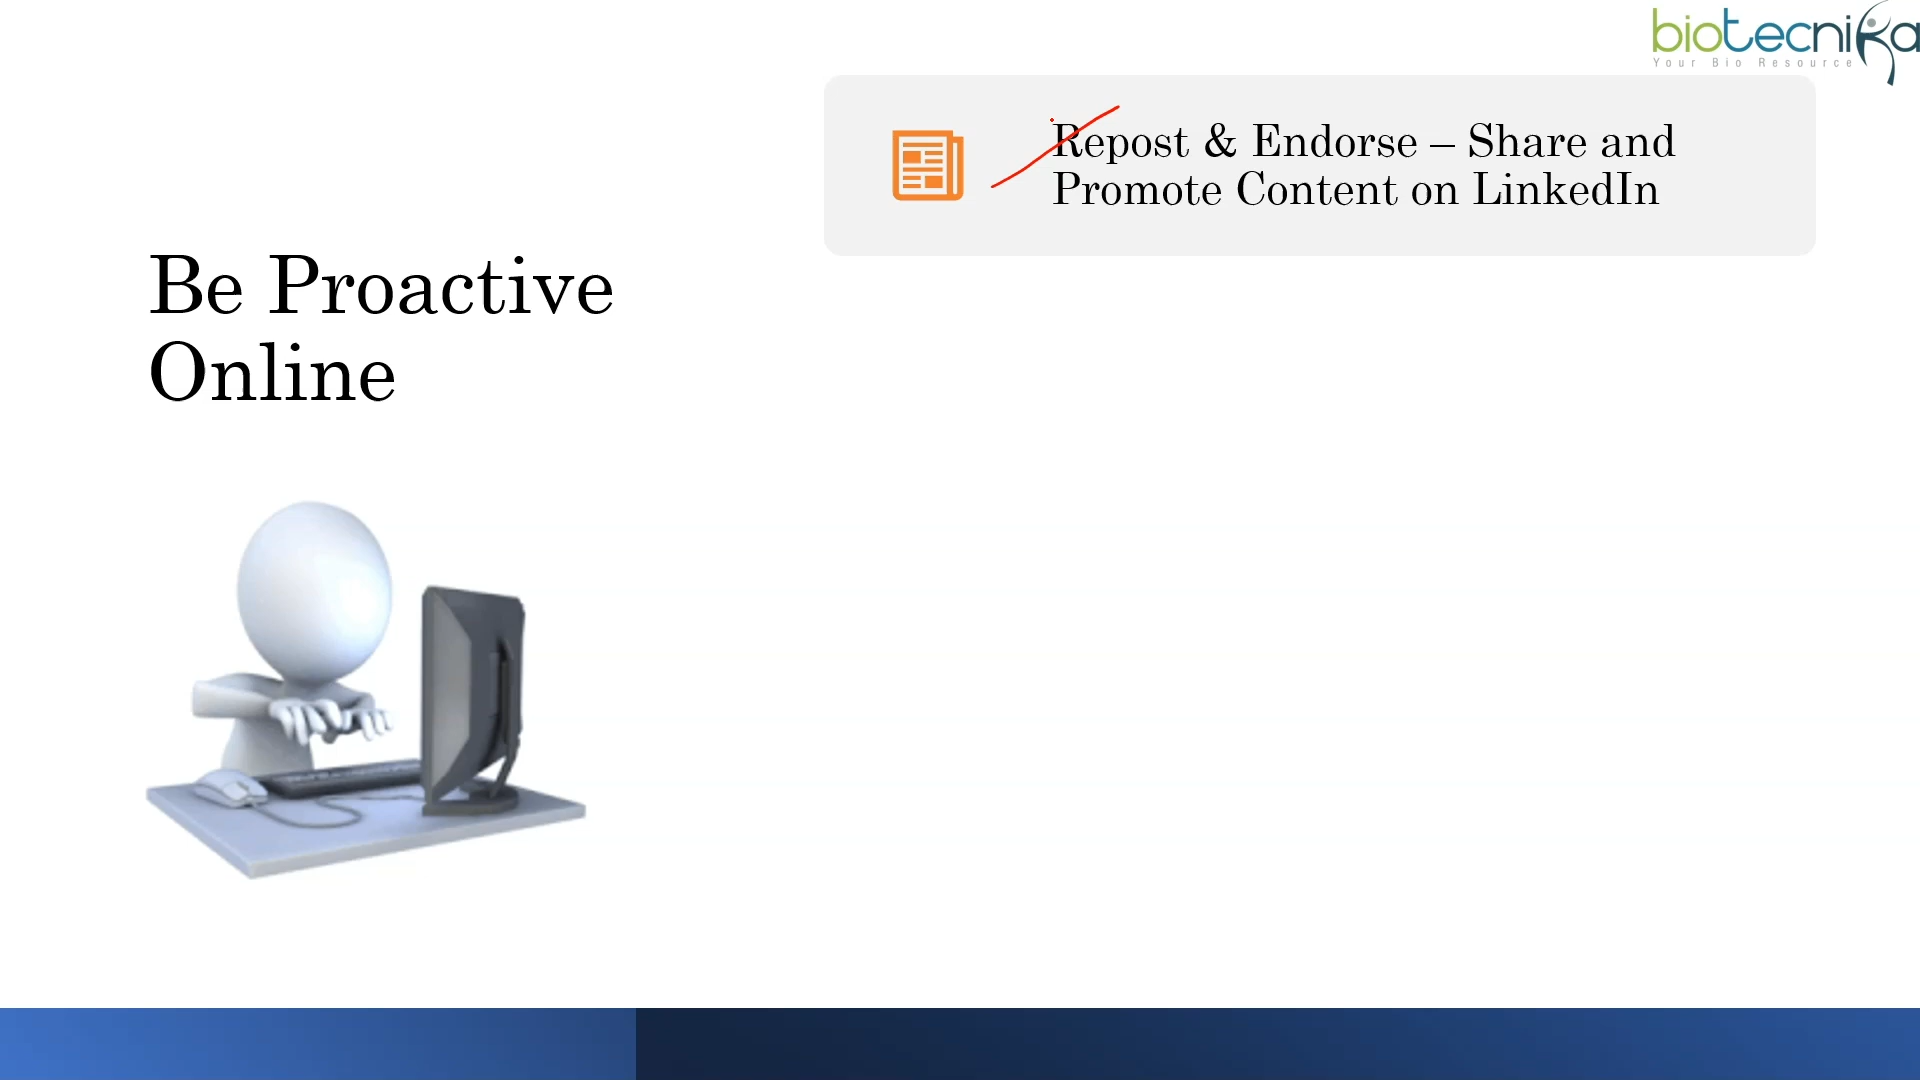 biotecnika
Your Bio Resource
Repost & Endorse – Share and
Promote Content on LinkedIn
Be Proactive
Online